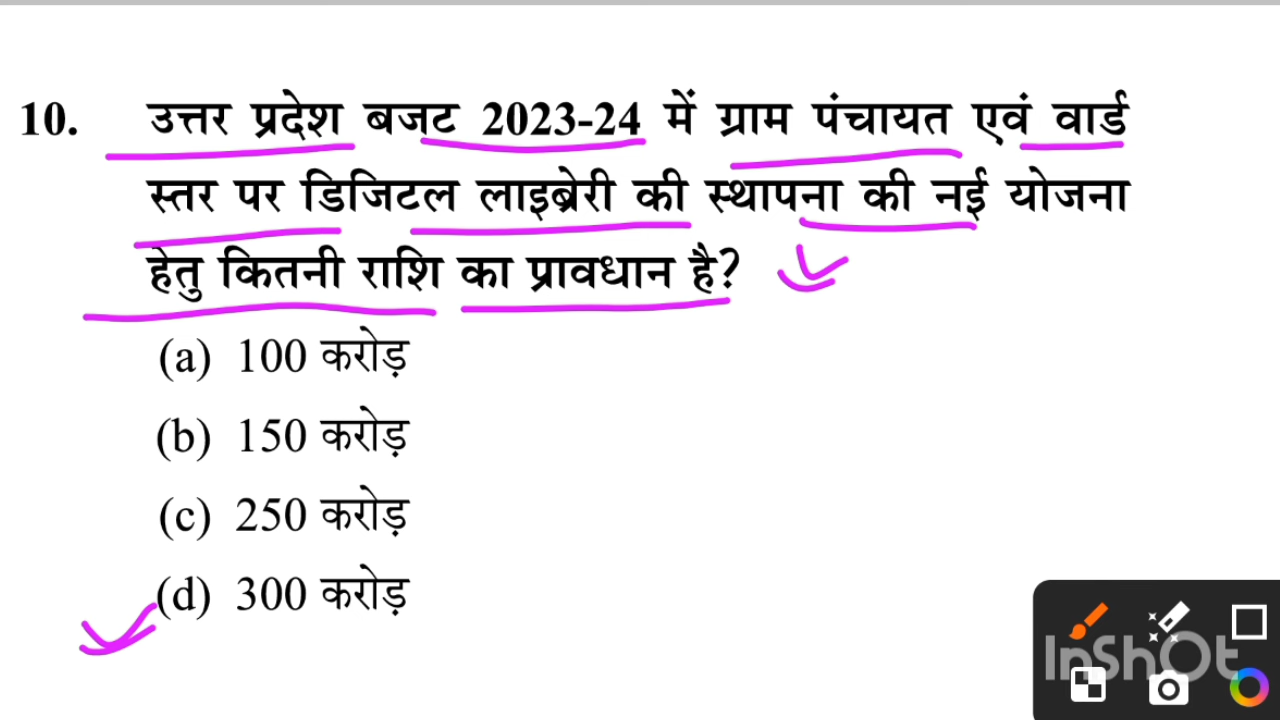 10. उत्तर प्रदेश बजट 2023-24 में ग्राम पंचायत एवं वार्ड
स्तर पर डिजिटल लाइब्रेरी की स्थापना की नई योजना
हेतु कितनी राशि का प्रावधान है?
(a) 100 करोड़
(b) 150 करोड़
(c) 250 करोड़
(d) 300 करोड़
InShOt